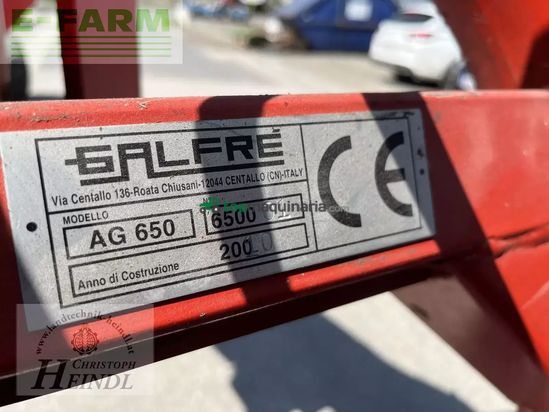 E-FARM
GALFRÉ
Via Centallo 136-Roata Chiusani-12044 CENTALLO (CN)-ITALY
MODELLO
AG 650 6500
Anno di Costruzione 200
CE
www.landtechnik-heindl.at
CHRISTOPH
HEINDL